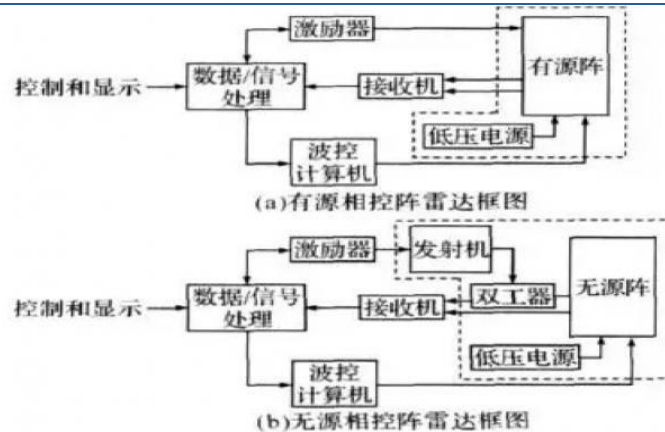 激励器
控制和显示
数据/信号
处理
接收机
有源阵
低压电源
波控
计算机
(a)有源相控阵雷达框图
激励器
发射机
控制和显示
数据/信号
处理
接收机
双工器
无源阵
低压电源
波控
计算机
(b)无源相控阵雷达框图